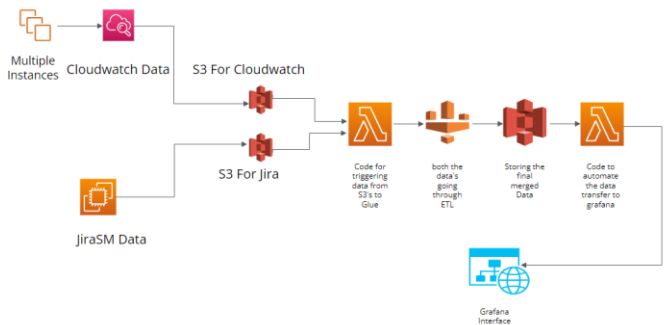 Multiple
Instances
Cloudwatch Data
S3 For Cloudwatch
S3 For Jira
JiraSM Data
Code for
triggering
data from
S3's to
Glue
both the
data's
going
through
ETL
Storing the
final
merged
Data
Code to
automate
the data
transfer to
grafana
Grafana
Interface